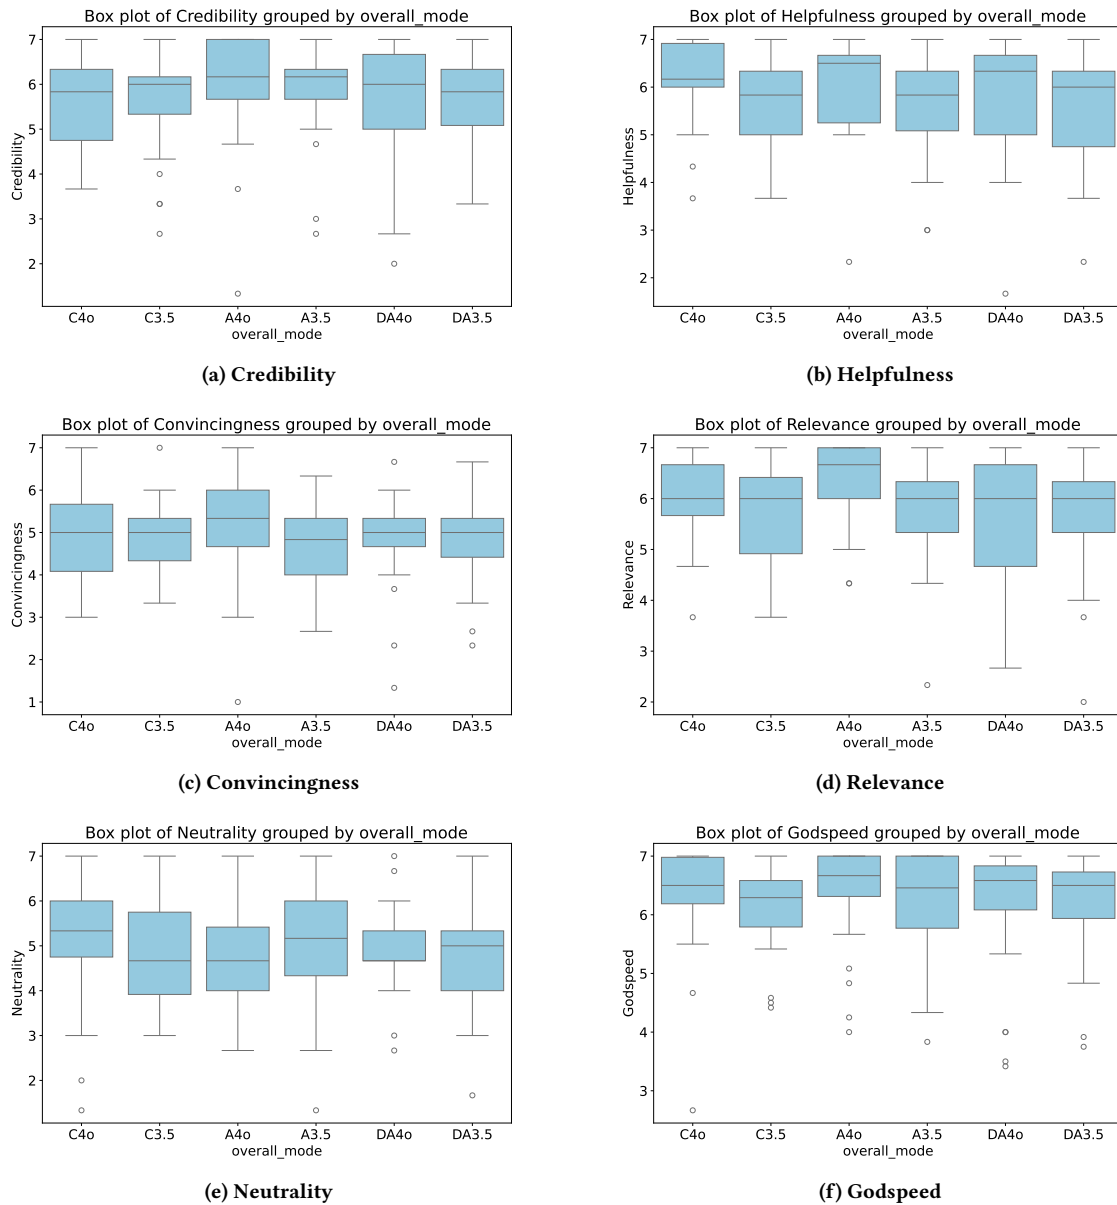 Box plot of Credibility grouped by overall_mode
7
6
5
4
3
2
Credibility
C4o C3.5 A4o A3.5 DA4o DA3.5
overall_mode
(a) Credibility
Box plot of Helpfulness grouped by overall_mode
7
6
5
4
3
2
Helpfulness
C4o C3.5 A4o A3.5 DA4o DA3.5
overall_mode
(b) Helpfulness
Box plot of Convincingness grouped by overall_mode
7
6
5
4
3
2
1
Convincingness
C4o C3.5 A4o A3.5 DA4o DA3.5
overall_mode
(c) Convincingness
Box plot of Relevance grouped by overall_mode
7
6
5
4
3
2
Relevance
C4o C3.5 A4o A3.5 DA4o DA3.5
overall_mode
(d) Relevance
Box plot of Neutrality grouped by overall_mode
7
6
5
4
3
2
Neutrality
C4o C3.5 A4o A3.5 DA4o DA3.5
overall_mode
(e) Neutrality
Box plot of Godspeed grouped by overall_mode
7
6
5
4
3
Godspeed
C4o C3.5 A4o A3.5 DA4o DA3.5
overall_mode
(f) Godspeed